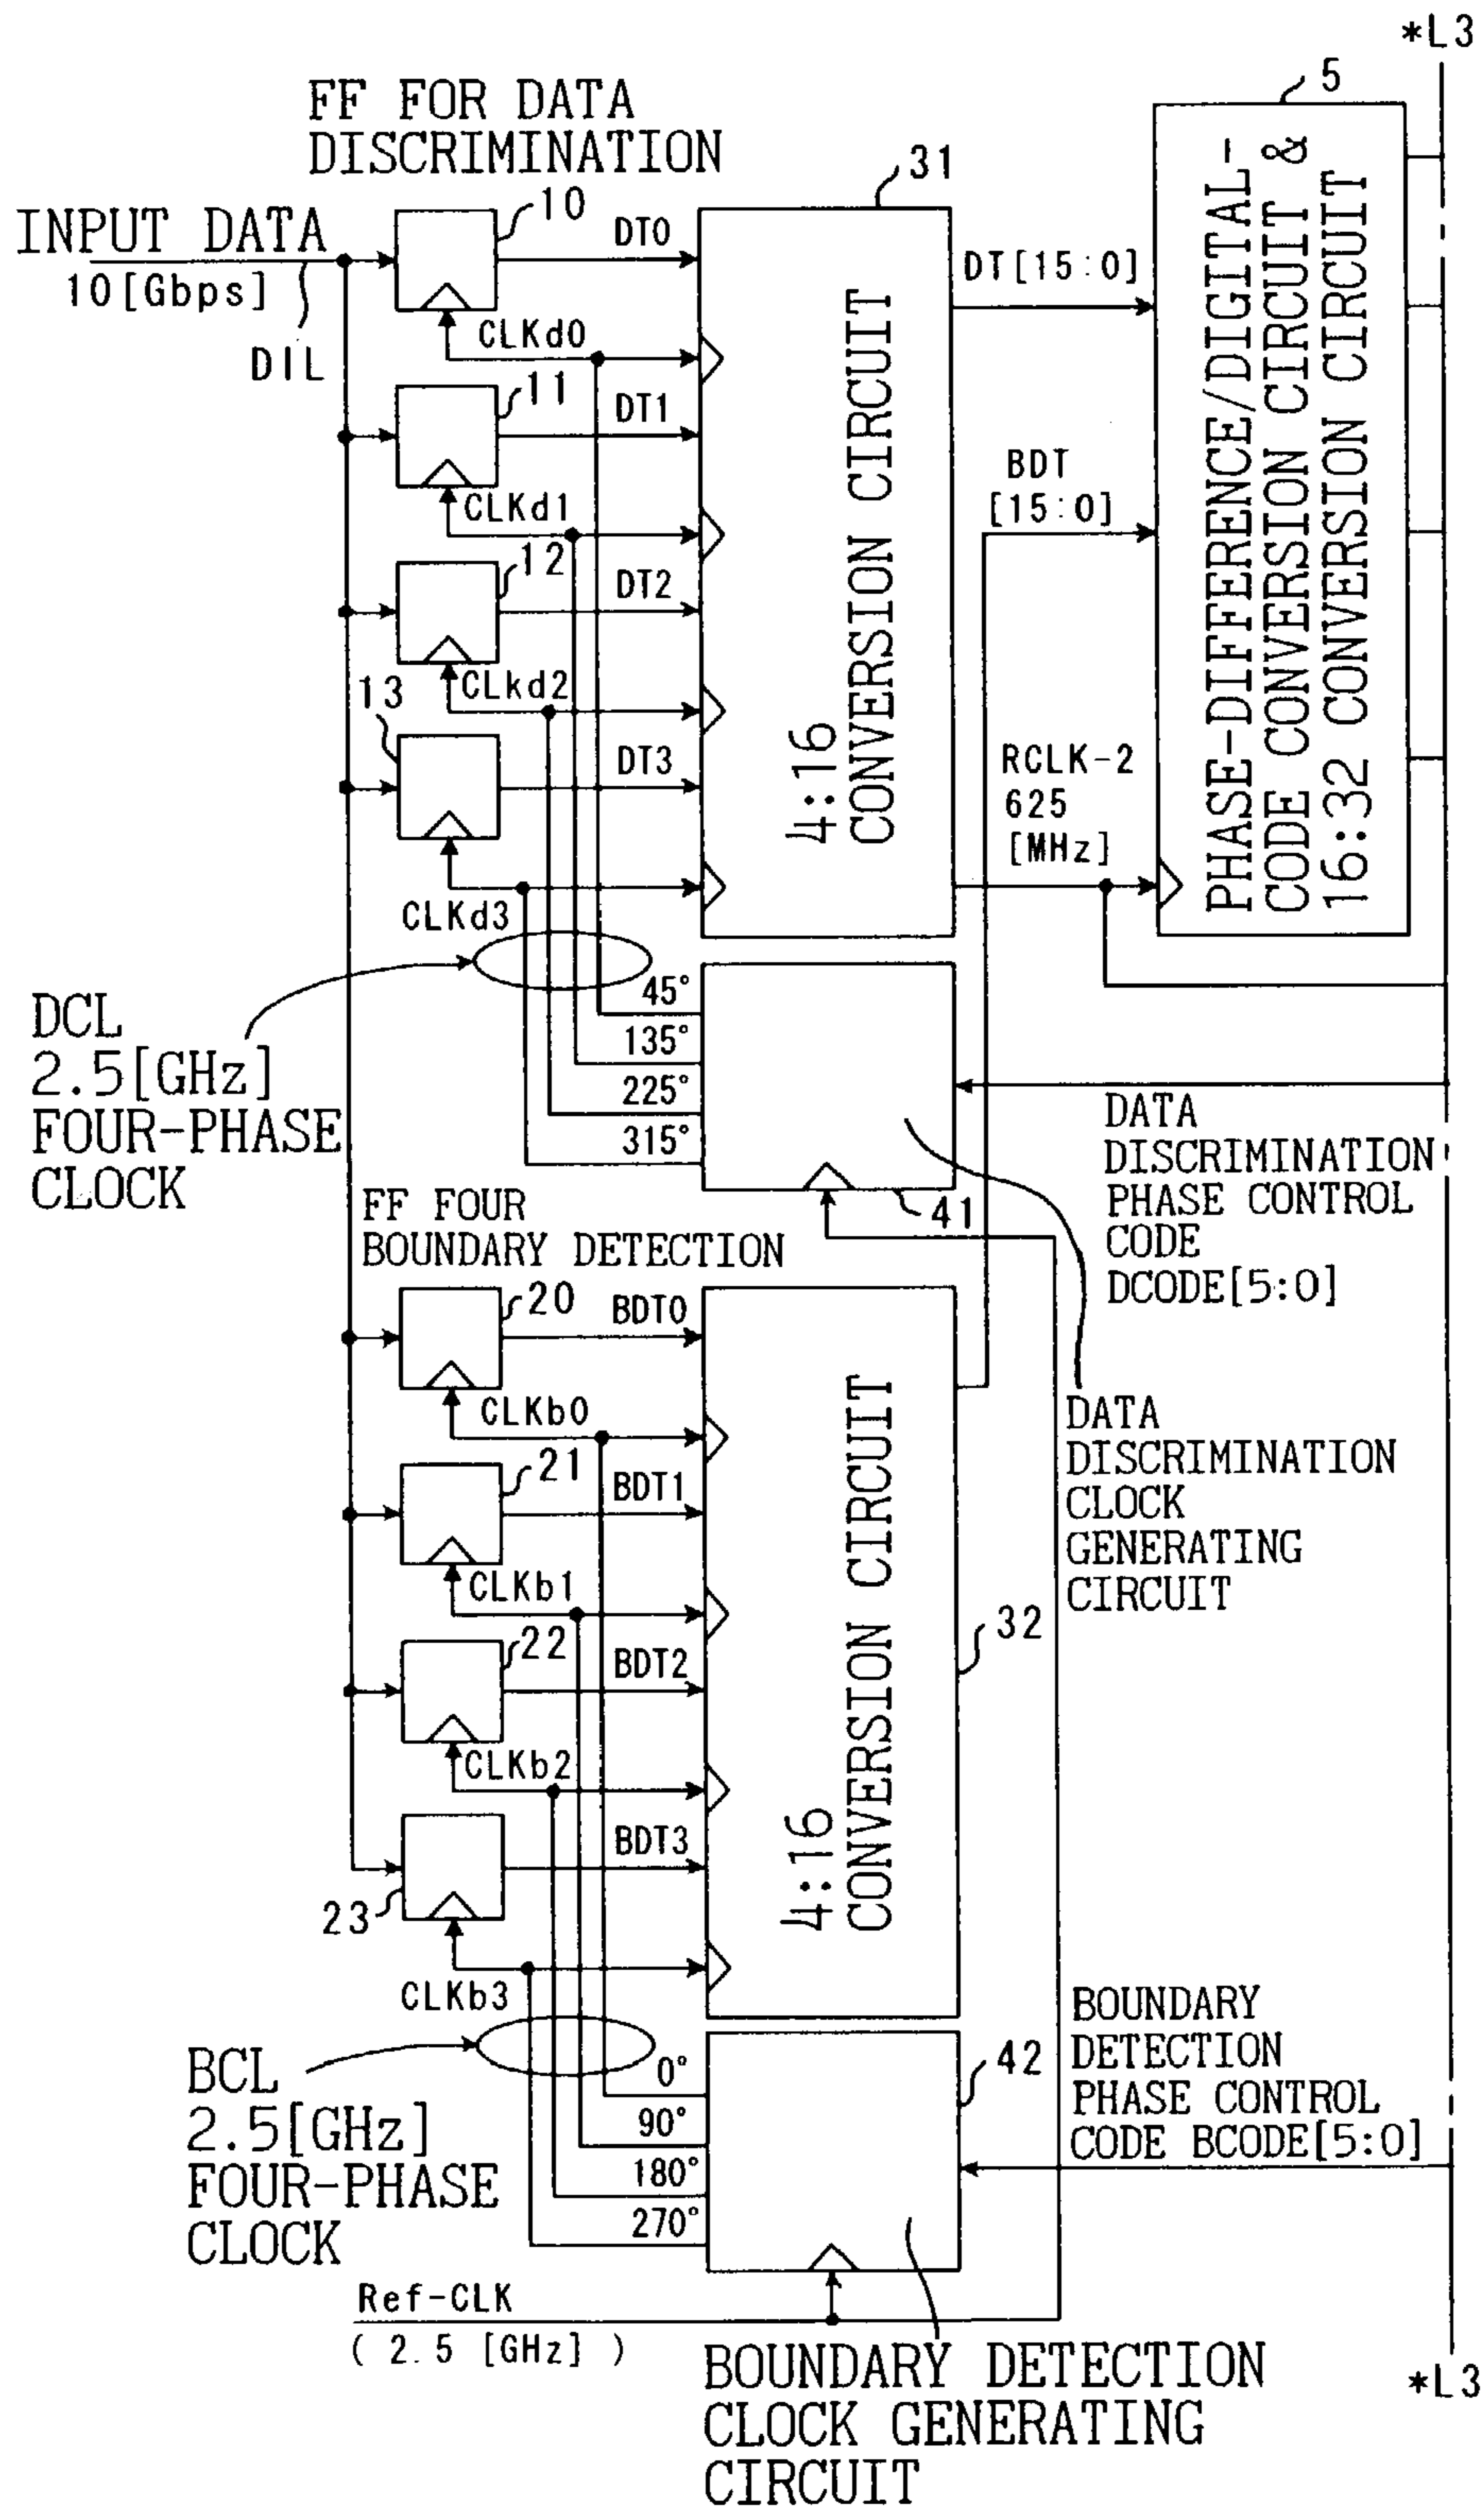 *L3
5
FF FOR DATA
DISCRIMINATION
31
10
INPUT DATA
10[Gbps]
DIL
DT0
CLKd0
11
DT1
CLKd1
12
DT2
CLkd2
13
DT3
CLKd3
4:16
CONVERSION CIRCUIT
DT[15:0]
BDT
[15:0]
RCLK-2
625
[MHz]
PHASE-DIFFERENCE/DIGITAL-
CODE CONVERSION CIRCUIT &
16:32 CONVERSION CIRCUIT
DCL
2.5[GHz]
FOUR-PHASE
CLOCK
45°
135°
225°
315°
41
DATA
DISCRIMINATION
PHASE CONTROL
CODE
DCODE[5:0]
FF FOUR
BOUNDARY DETECTION
20
BDT0
CLKb0
21
BDT1
CLKb1
22
BDT2
CLKb2
23
BDT3
CLKb3
4:16
CONVERSION CIRCUIT
32
DATA
DISCRIMINATION
CLOCK
GENERATING
CIRCUIT
BCL
2.5[GHz]
FOUR-PHASE
CLOCK
0°
90°
180°
270°
42
BOUNDARY
DETECTION
PHASE CONTROL
CODE BCODE[5:0]
Ref-CLK
( 2.5 [GHz] )
BOUNDARY DETECTION
CLOCK GENERATING
CIRCUIT
*L3